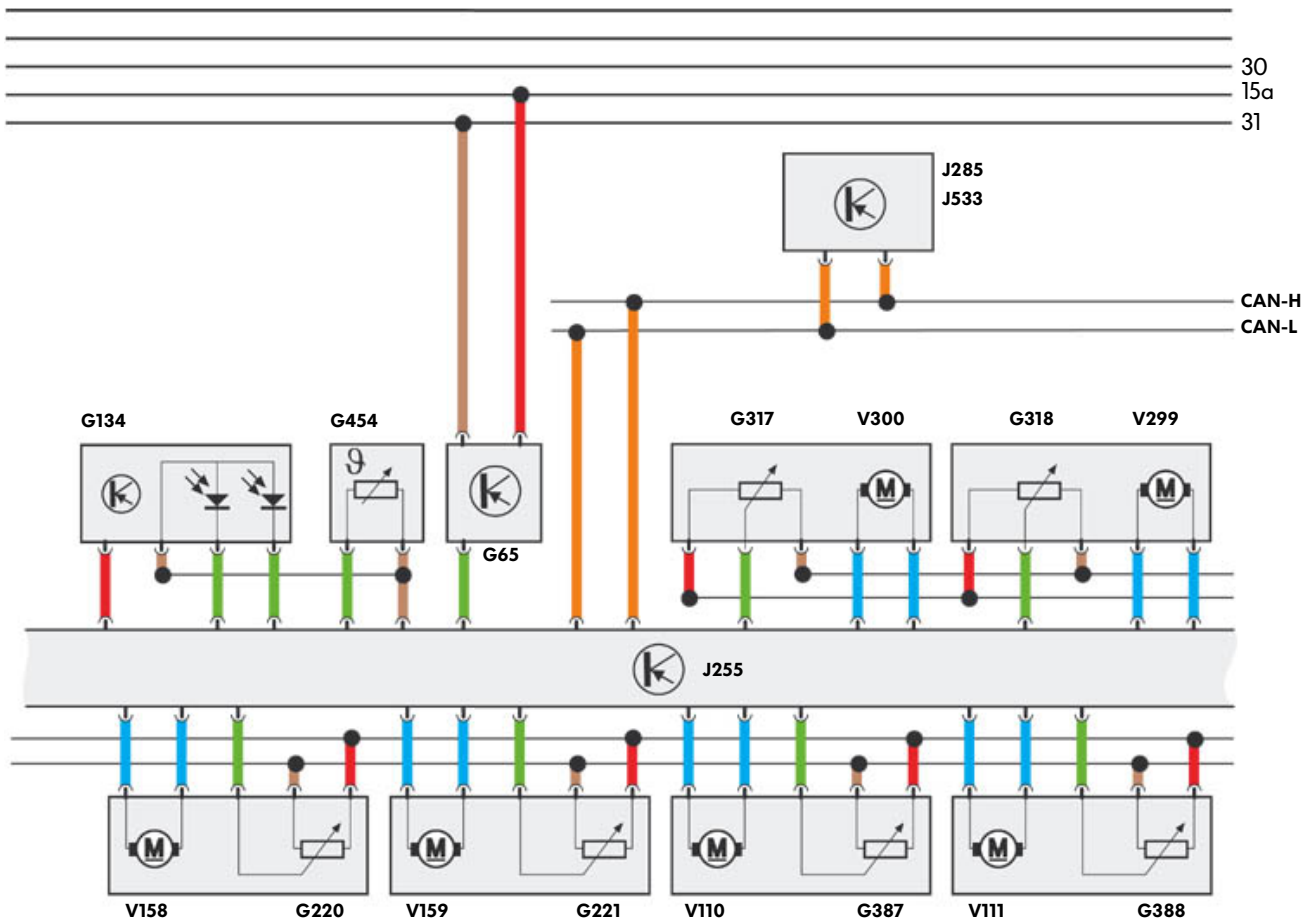 30
15a
31
J285
J533
CAN-H
CAN-L
G134
G454
G317
V300
G318
V299
ϑ
M
M
G65
J255
M
M
M
M
V158
G220
V159
G221
V110
G387
V111
G388